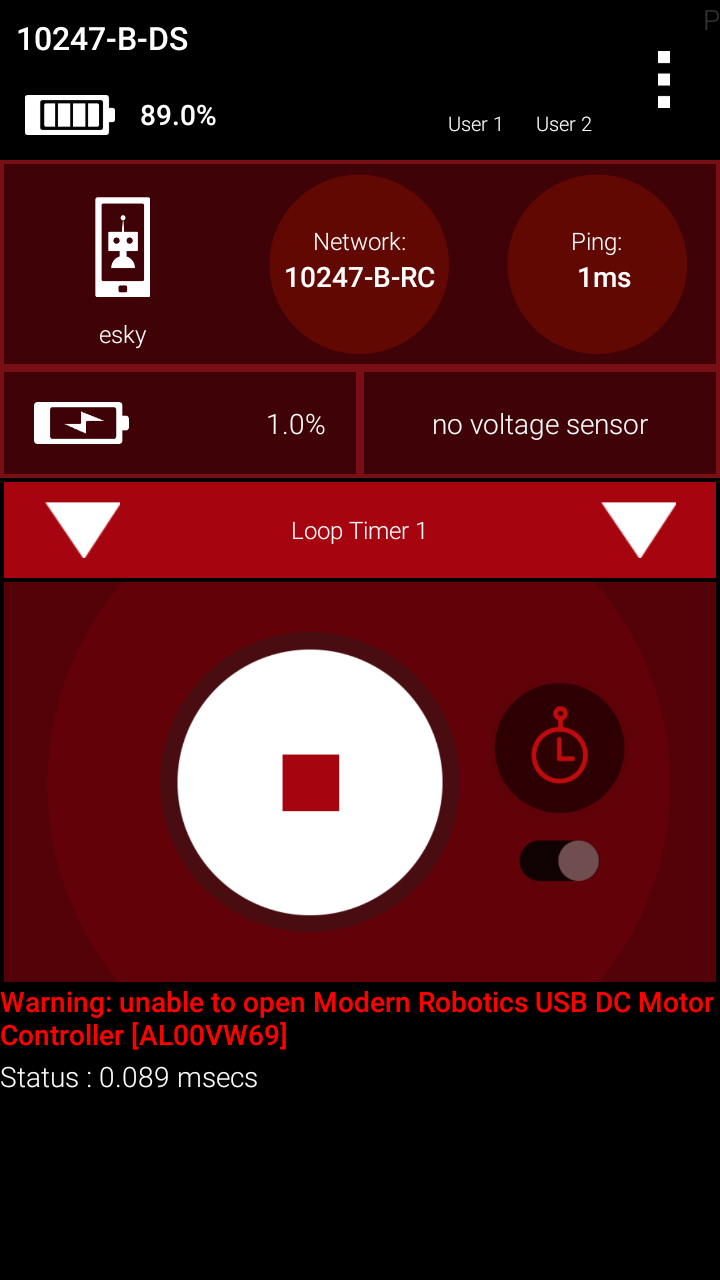 P
10247-B-DS
89.0%
User 1 User 2
Network:
10247-B-RC
Ping:
1ms
esky
1.0%
no voltage sensor
Loop Timer 1
Warning: unable to open Modern Robotics USB DC Motor
Controller [AL00VW69]
Status : 0.089 msecs